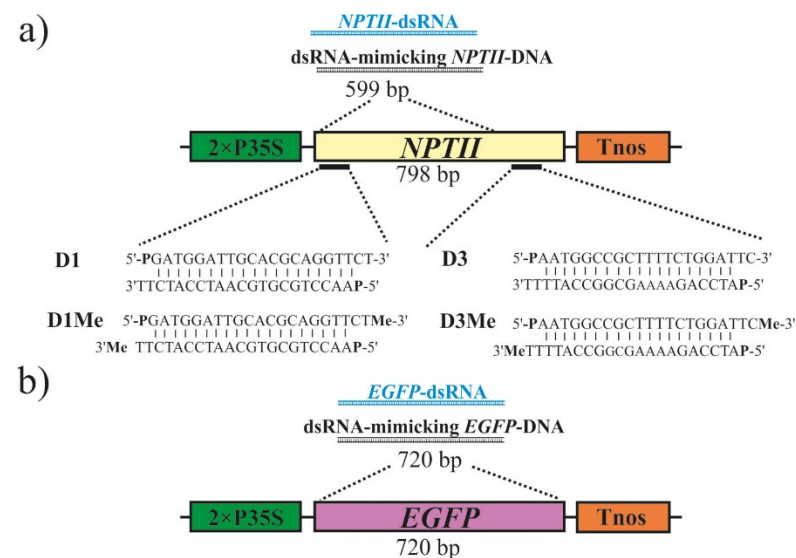 a)
NPTII-dsRNA
dsRNA-mimicking NPTII-DNA
599 bp
2×P35S
NPTII
Tnos
798 bp
D1
5'-PGATGGATTGCACGCAGGTTCT-3'
3'TTCTACCTAACGTGCGTCCAAP-5'
D1Me
5'-PGATGGATTGCACGCAGGTTCTMe-3'
3'Me TTCTACCTAACGTGCGTCCAAP-5'
D3
5'-PAATGGCCGCTTTTCTGGATTC-3'
3'TTTTACCGGCGAAAAGACCTAP-5'
D3Me
5'-PAATGGCCGCTTTTCTGGATTCMe-3'
3'MeTTTTACCGGCGAAAAGACCTAP-5'
b)
EGFP-dsRNA
dsRNA-mimicking EGFP-DNA
720 bp
2×P35S
EGFP
Tnos
720 bp